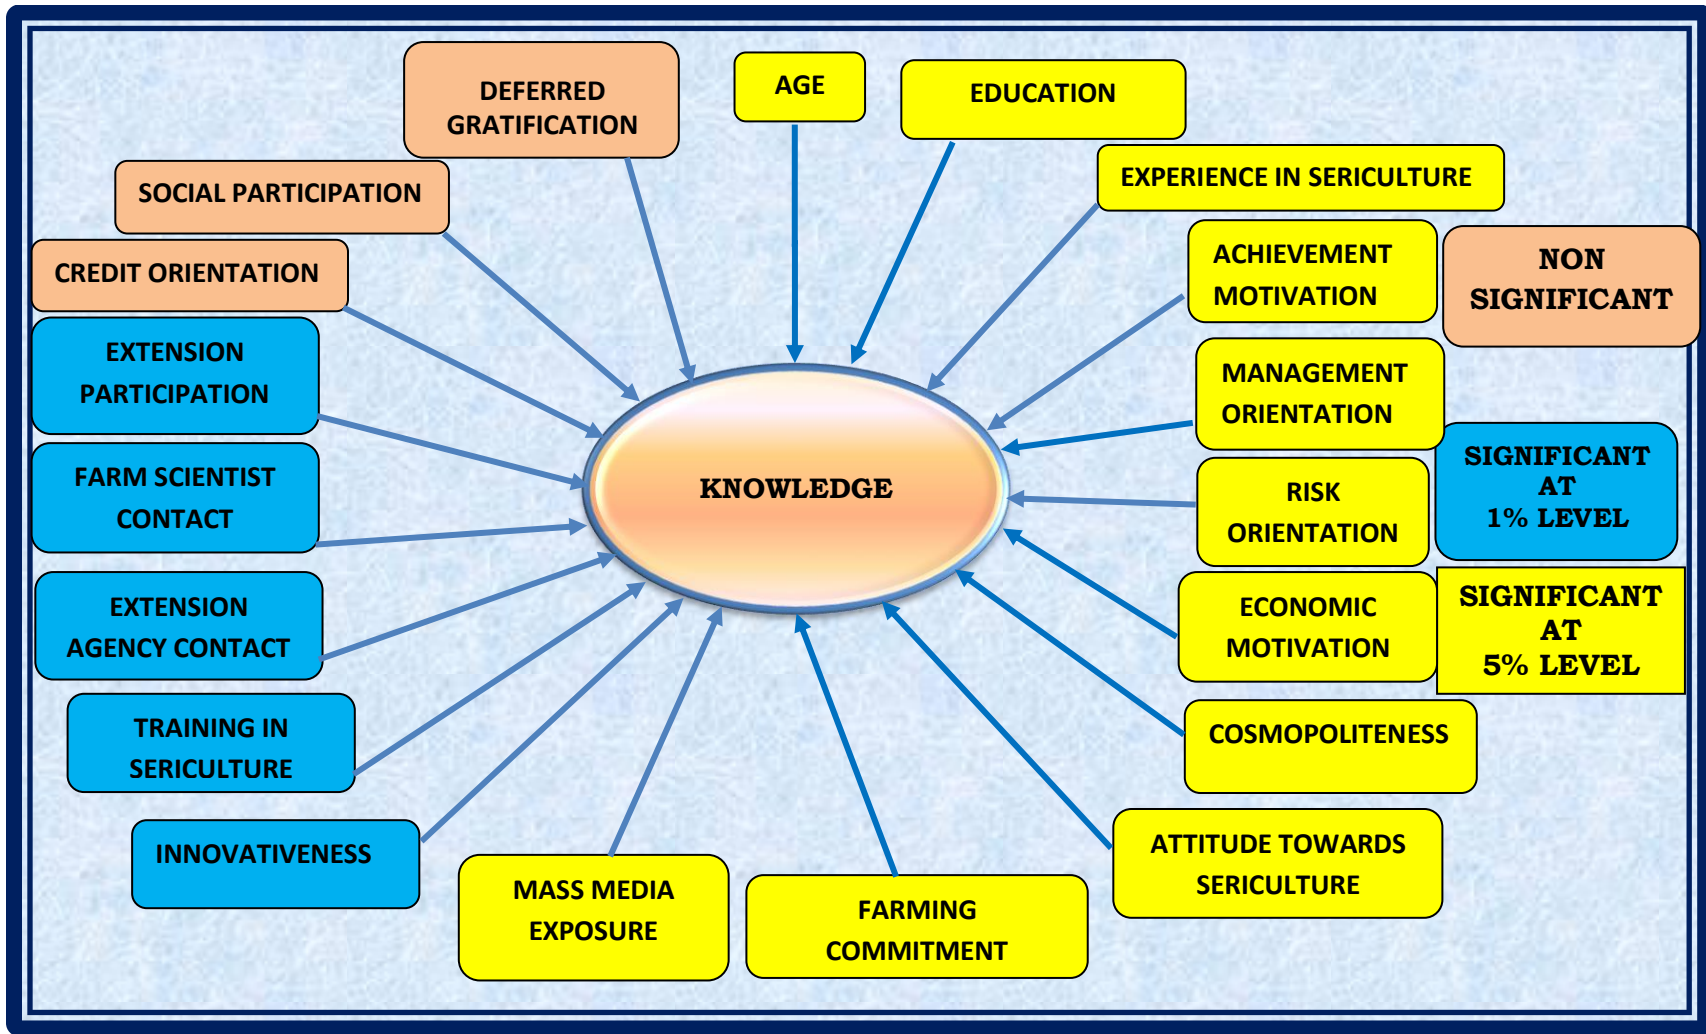 DEFERRED
GRATIFICATION
AGE
EDUCATION
SOCIAL PARTICIPATION
EXPERIENCE IN SERICULTURE
CREDIT ORIENTATION
ACHIEVEMENT
MOTIVATION
NON
SIGNIFICANT
EXTENSION
PARTICIPATION
MANAGEMENT
ORIENTATION
FARM SCIENTIST
CONTACT
KNOWLEDGE
RISK
ORIENTATION
SIGNIFICANT
AT
1% LEVEL
EXTENSION
AGENCY CONTACT
ECONOMIC
MOTIVATION
SIGNIFICANT
AT
5% LEVEL
TRAINING IN
SERICULTURE
COSMOPOLITENESS
INNOVATIVENESS
MASS MEDIA
EXPOSURE
FARMING
COMMITMENT
ATTITUDE TOWARDS
SERICULTURE